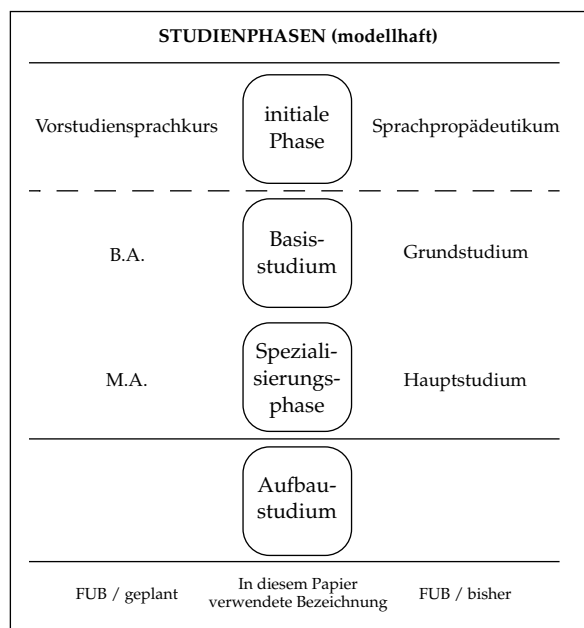 STUDIENPHASEN (modellhaft)
Vorstudiensprachkurs
initiale
Phase
Sprachpropädeutikum
B.A.
Basis-
studium
Grundstudium
M.A.
Speziali-
sierungs-
phase
Hauptstudium
Aufbau-
studium
FUB / geplant
In diesem Papier
verwendete Bezeichnung
FUB / bisher